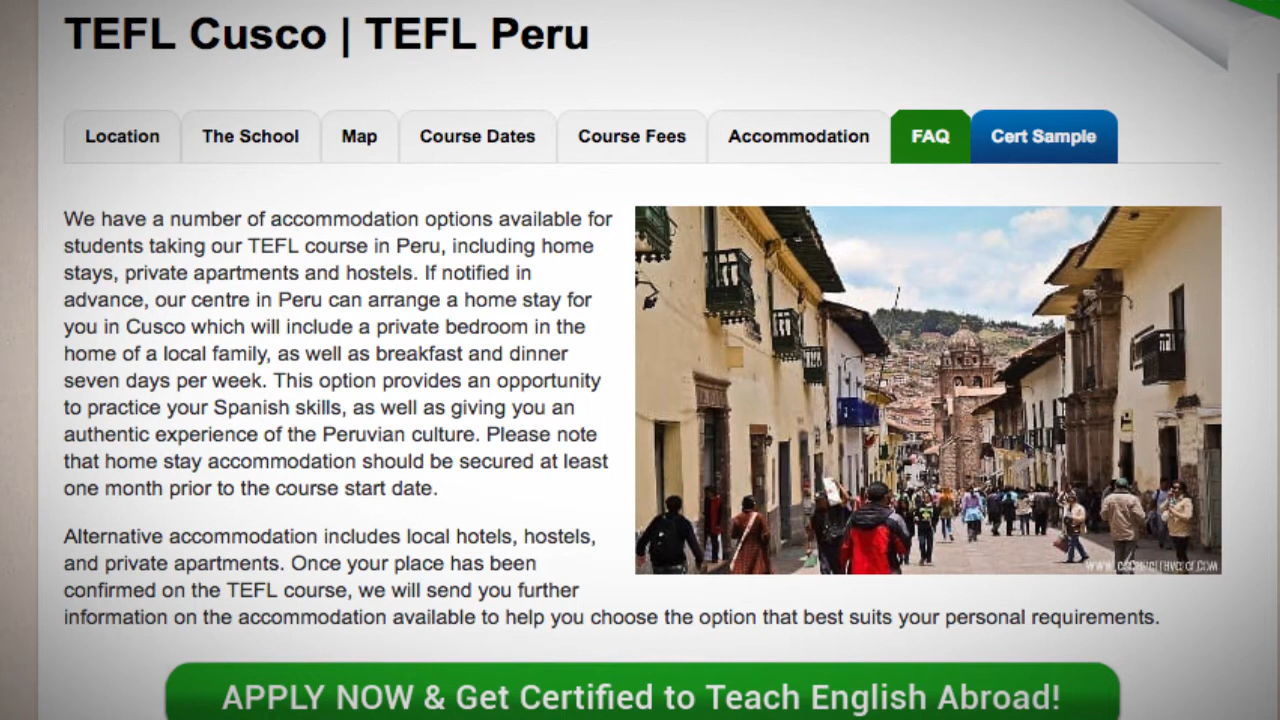 TEFL Cusco | TEFL Peru
Location
The School
Map
Course Dates
Course Fees
Accommodation
FAQ
Cert Sample
We have a number of accommodation options available for
students taking our TEFL course in Peru, including home
stays, private apartments and hostels. If notified in
advance, our centre in Peru can arrange a home stay for
you in Cusco which will include a private bedroom in the
home of a local family, as well as breakfast and dinner
seven days per week. This option provides an opportunity
to practice your Spanish skills, as well as giving you an
authentic experience of the Peruvian culture. Please note
that home stay accommodation should be secured at least
one month prior to the course start date.
Alternative accommodation includes local hotels, hostels,
and private apartments. Once your place has been
confirmed on the TEFL course, we will send you further
information on the accommodation available to help you choose the option that best suits your personal requirements.
APPLY NOW & Get Certified to Teach English Abroad!